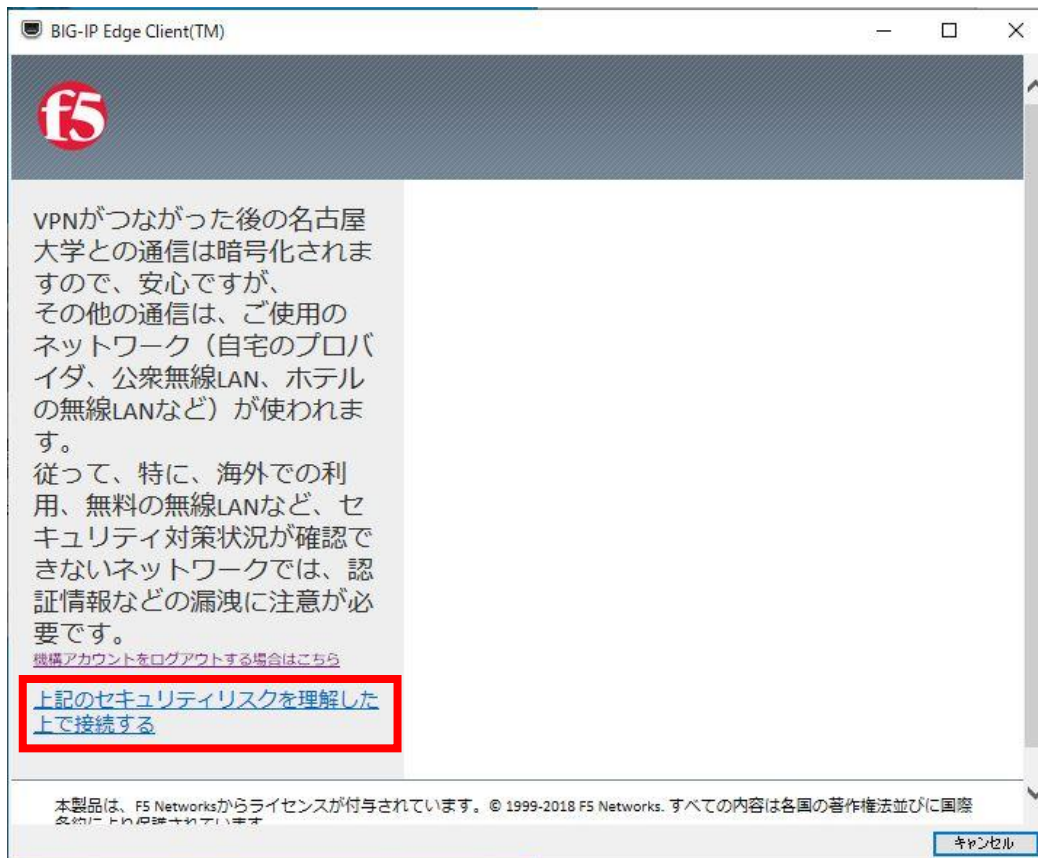 BIG-IP Edge Client(TM)
f5
VPNがつながった後の名古屋
大学との通信は暗号化されま
すので、安心ですが、
その他の通信は、ご使用の
ネットワーク（自宅のプロバ
イダ、公衆無線LAN、ホテル
の無線LANなど）が使われま
す。
従って、特に、海外での利
用、無料の無線LANなど、セ
キュリティ対策状況が確認で
きないネットワークでは、認
証情報などの漏洩に注意が必
要です。
機構アカウントをログアウトする場合はこちら
上記のセキュリティリスクを理解した
上で接続する
本製品は、F5 Networksからライセンスが付与されています。© 1999-2018 F5 Networks. すべての内容は各国の著作権法並びに国際
条約により保護されています
キャンセル